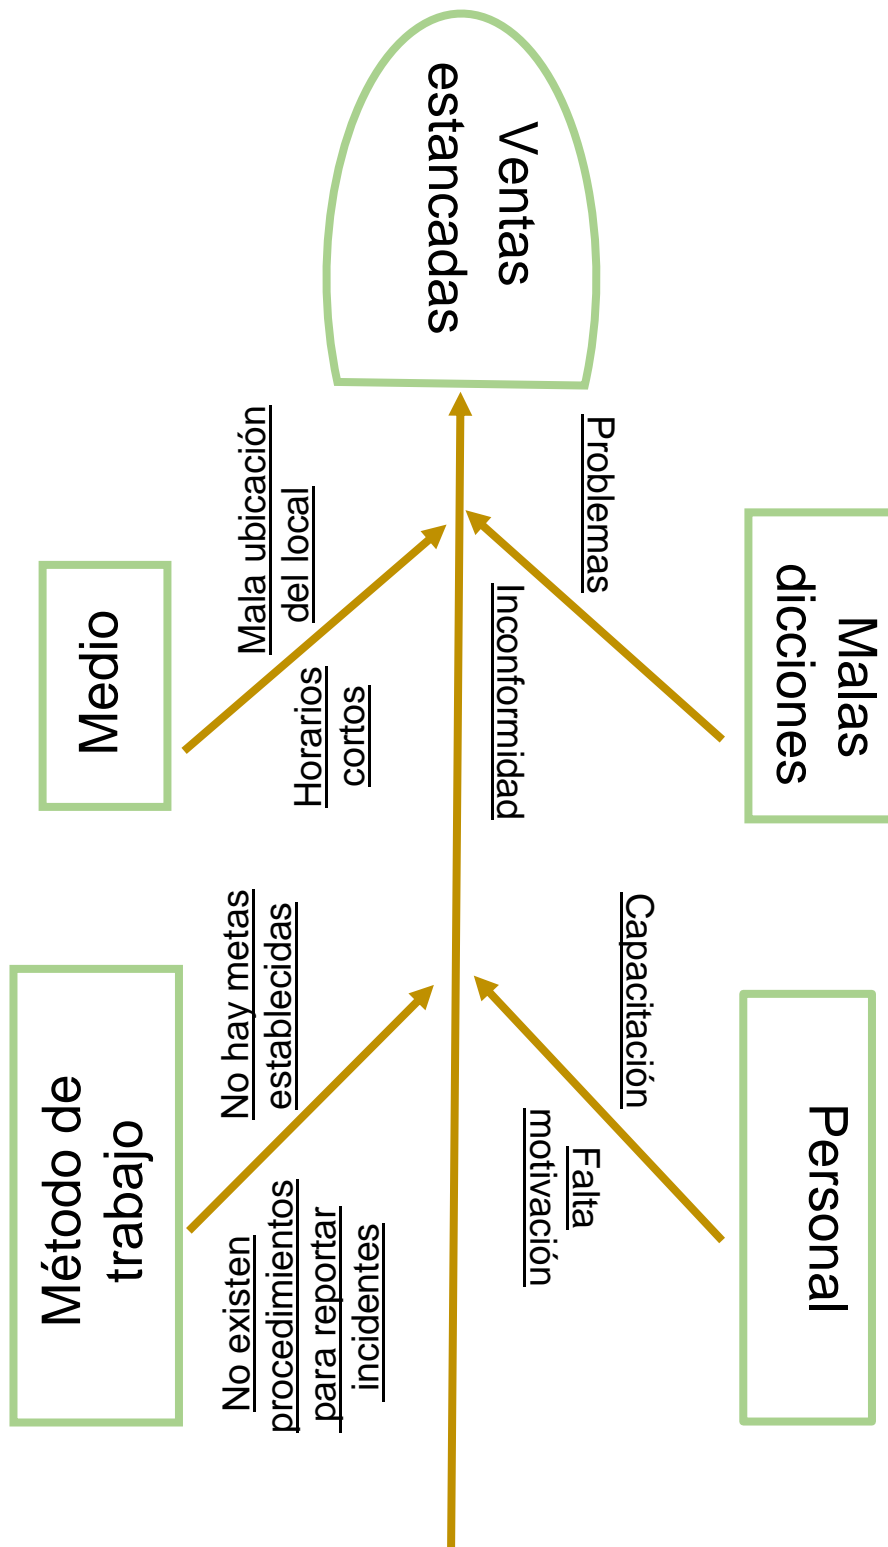 Ventas
estancadas
Problemas
Inconformidad
Malas
dicciones
Mala ubicación
del local
Horarios
cortos
Medio
Capacitación
Falta
motivación
Personal
No hay metas
establecidas
No existen
procedimientos
para reportar
incidentes
Método de
trabajo